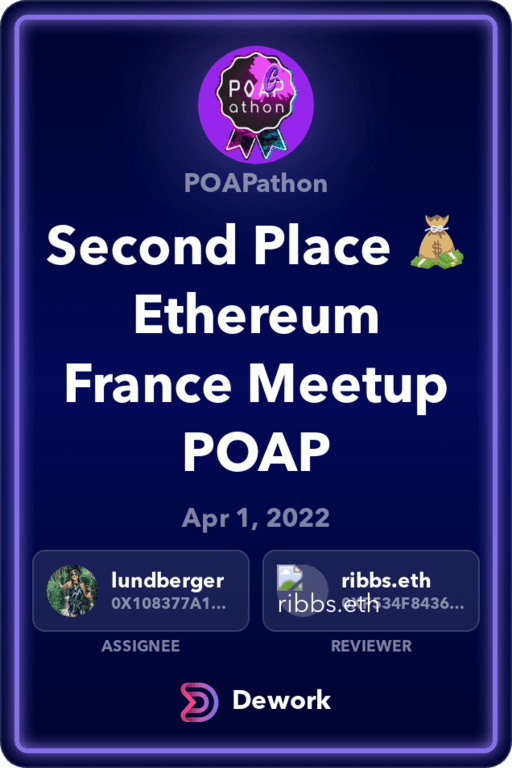 POAP
athon
POAPathon
Second Place 💰
Ethereum
France Meetup
POAP
Apr 1, 2022
lundberger
0X108377A1...
ribbs.eth
ribbs.eth
534F8436...
ASSIGNEE
REVIEWER
Dework